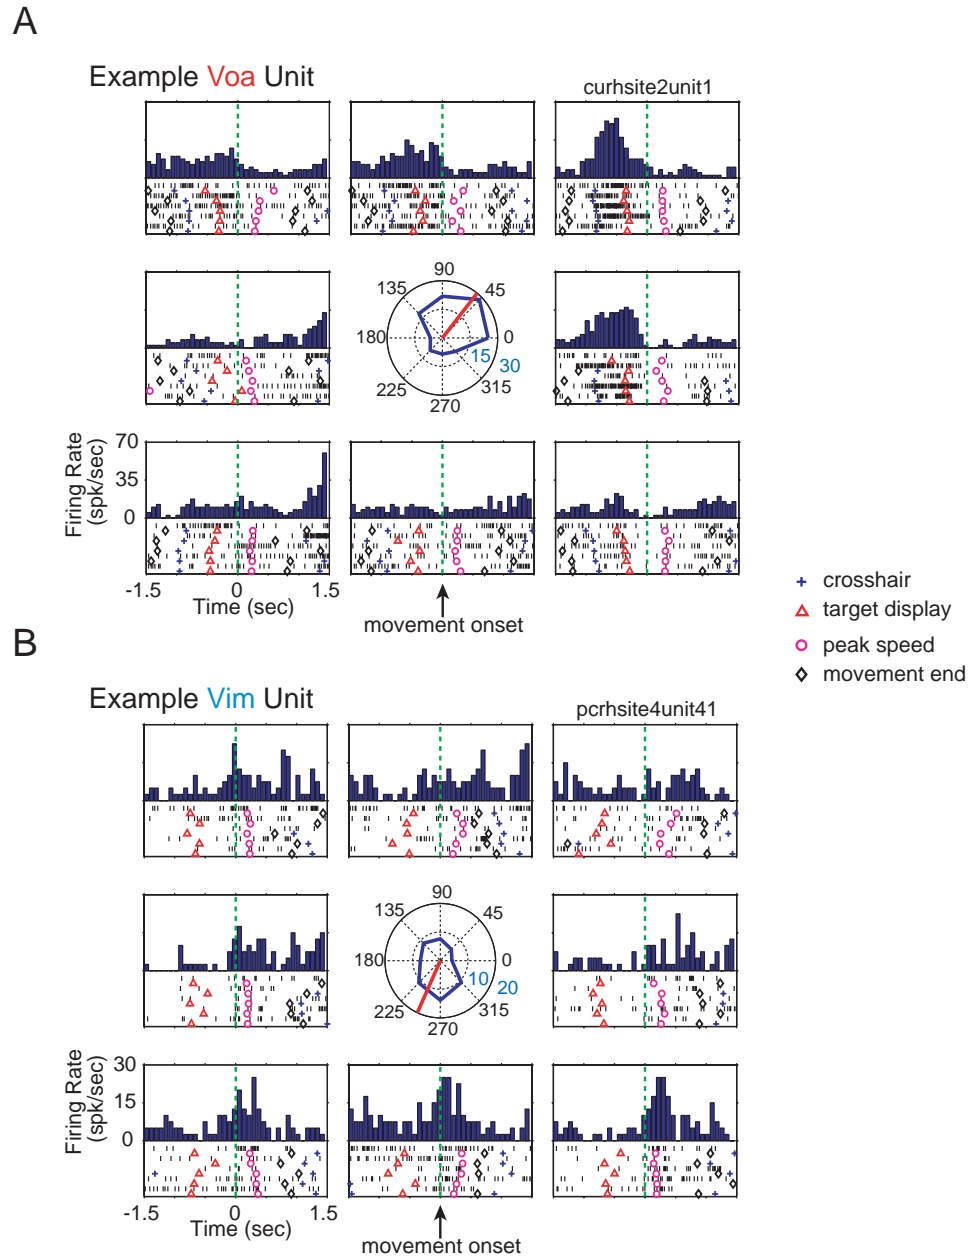 A
Example Voa Unit
curhsite2unit1
90
135
45
180
0
15
30
225
315
270
Firing Rate
(spk/sec)
70
35
0
-1.5
0
1.5
Time (sec)
movement onset
crosshair
target display
peak speed
movement end
B
Example Vim Unit
pcrhsite4unit41
90
135
45
180
0
10
20
225
315
270
Firing Rate
(spk/sec)
30
15
0
-1.5
0
1.5
Time (sec)
movement onset